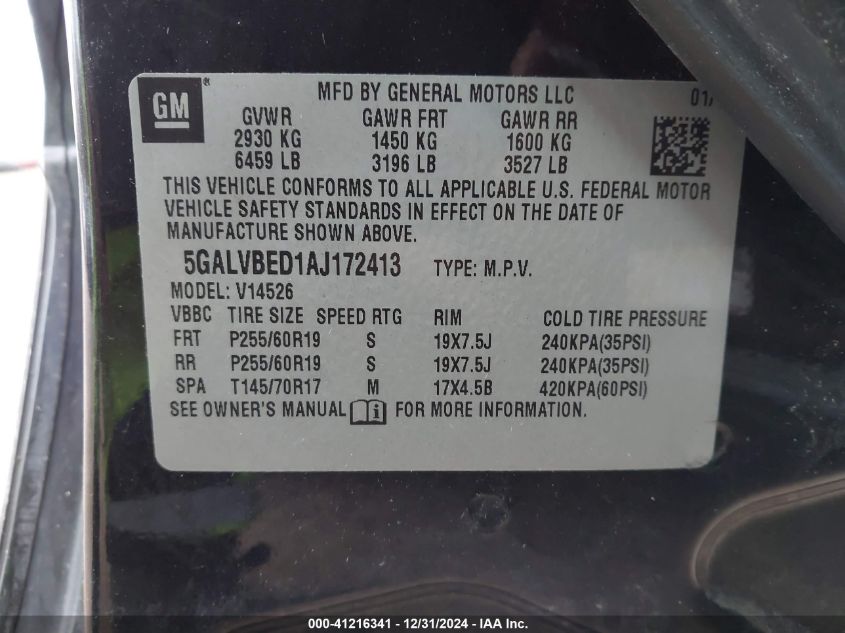 GM ®
MFD BY GENERAL MOTORS LLC 01/
GVWR GAWR FRT GAWR RR
2930 KG 1450 KG 1600 KG
6459 LB 3196 LB 3527 LB
THIS VEHICLE CONFORMS TO ALL APPLICABLE U.S. FEDERAL MOTOR
VEHICLE SAFETY STANDARDS IN EFFECT ON THE DATE OF
MANUFACTURE SHOWN ABOVE.
5GALVBED1AJ172413 TYPE: M.P.V.
MODEL: V14526
VBBC TIRE SIZE SPEED RTG RIM COLD TIRE PRESSURE
FRT P255/60R19 S 19X7.5J 240KPA(35PSI)
RR P255/60R19 S 19X7.5J 240KPA(35PSI)
SPA T145/70R17 M 17X4.5B 420KPA(60PSI)
SEE OWNER'S MANUAL i FOR MORE INFORMATION.
000-41216341 - 12/31/2024 - IAA Inc.